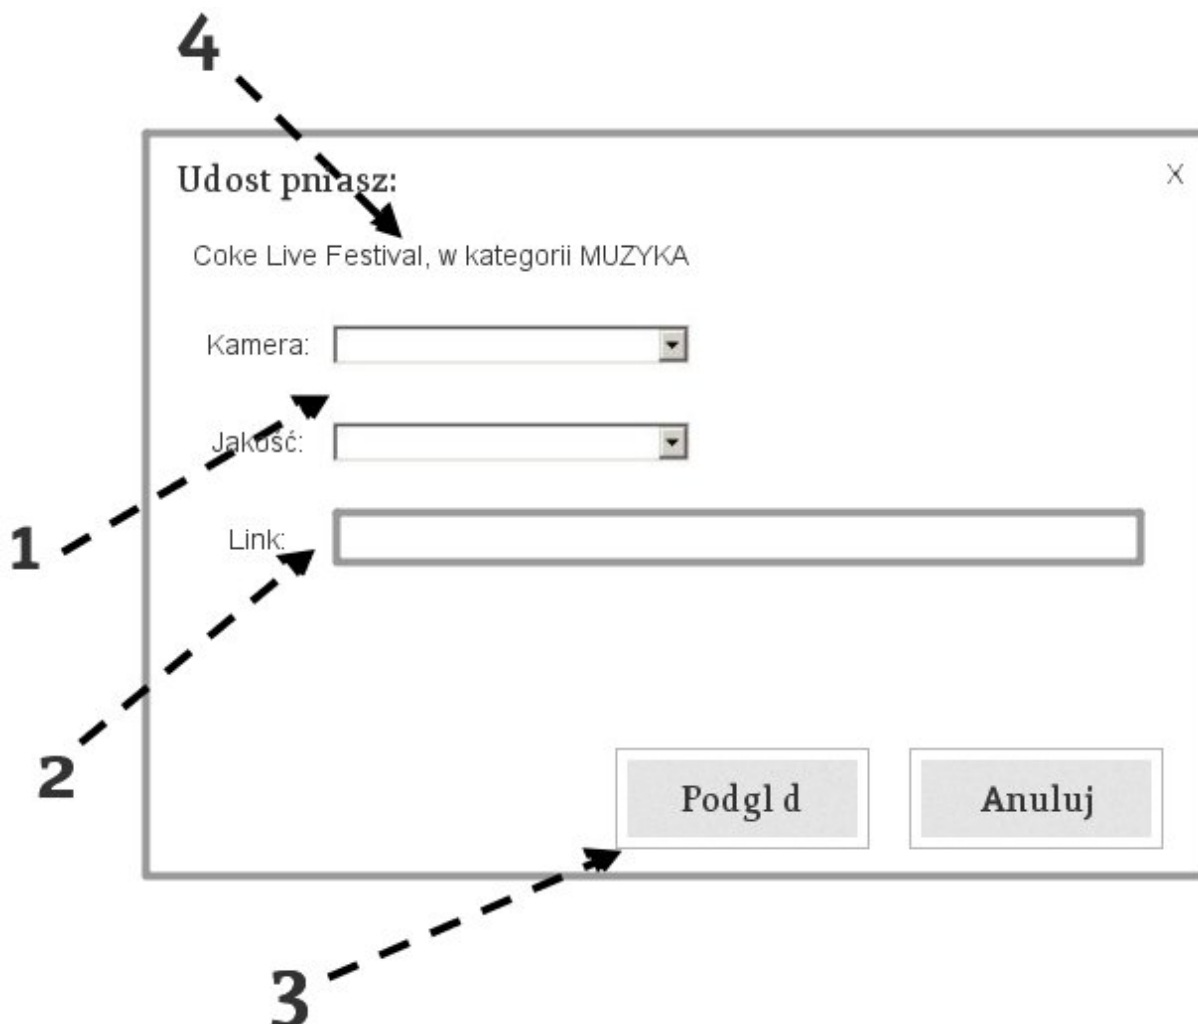 4
Udost pniasz:
X
Coke Live Festival, w kategorii MUZYKA
Kamera:
Jakość:
1
Link:
2
Podgl d
Anuluj
3